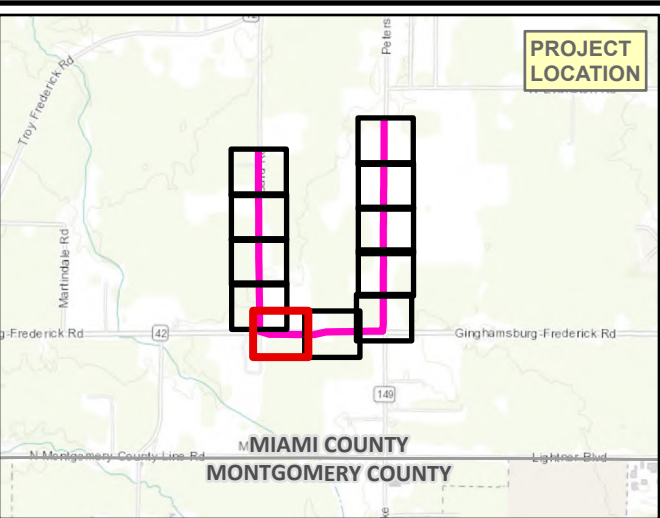 PROJECT
LOCATION
Troy Frederick Rd
Peters
Martindale-Rd
g-Frederick Rd
42
Ginghamsburg-Frederick Rd
149
MIAMI COUNTY
N Montgomery County Line Rd
Lightner Blvd
MONTGOMERY COUNTY